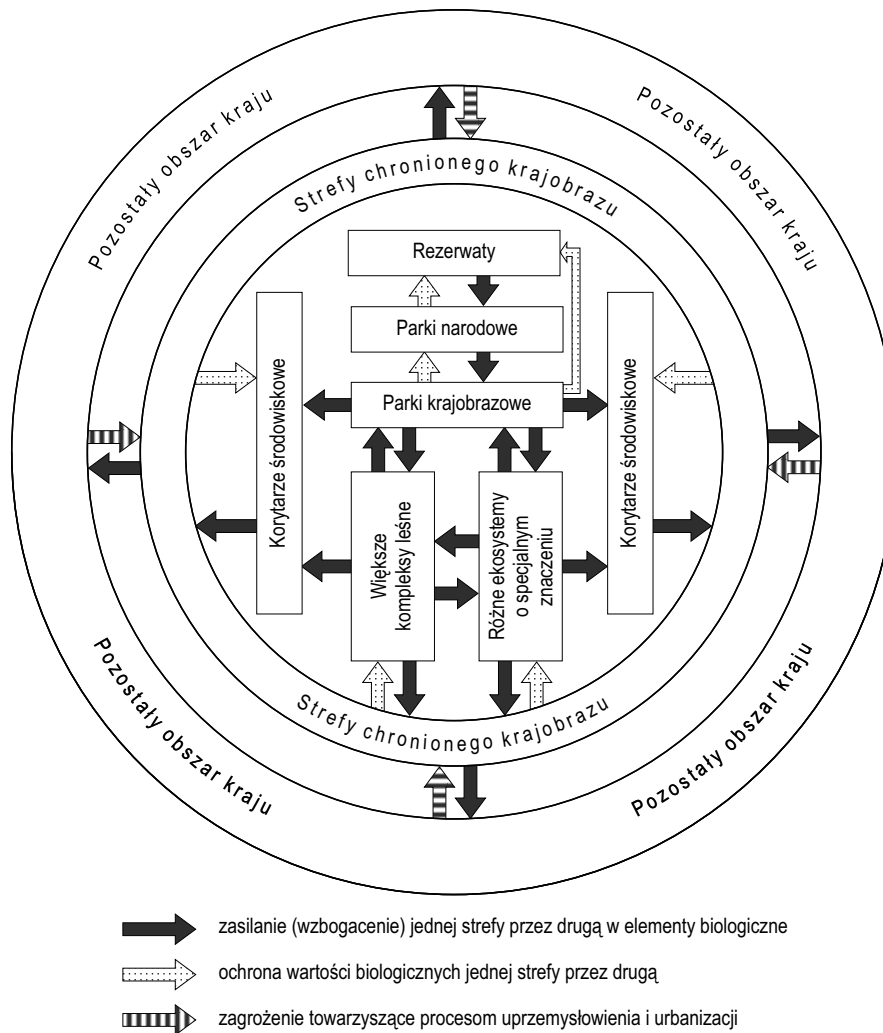 Pozostały obszar kraju
Pozostały obszar kraju
Strefy chronionego krajobrazu
Rezerwaty
Parki narodowe
Parki krajobrazowe
Korytarze środowiskowe
Większe
kompleksy leśne
Różne ekosystemy
o specjalnym
znaczeniu
Korytarze środowiskowe
Strefy chronionego krajobrazu
Pozostały obszar kraju
Pozostały obszar kraju
zasilanie (wzbogacenie) jednej strefy przez drugą w elementy biologiczne
ochrona wartości biologicznych jednej strefy przez drugą
zagrożenie towarzyszące procesom uprzemysłowienia i urbanizacji